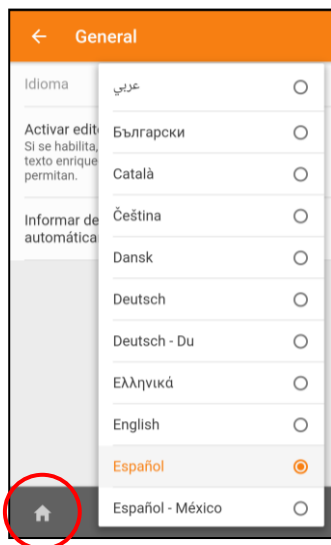 General
Idioma
Activar edit
Si se habilita,
texto enrique
permitan.
Informar de
automática
عربي
Български
Català
Čeština
Dansk
Deutsch
Deutsch - Du
Ελληνικά
English
Español
Español - México